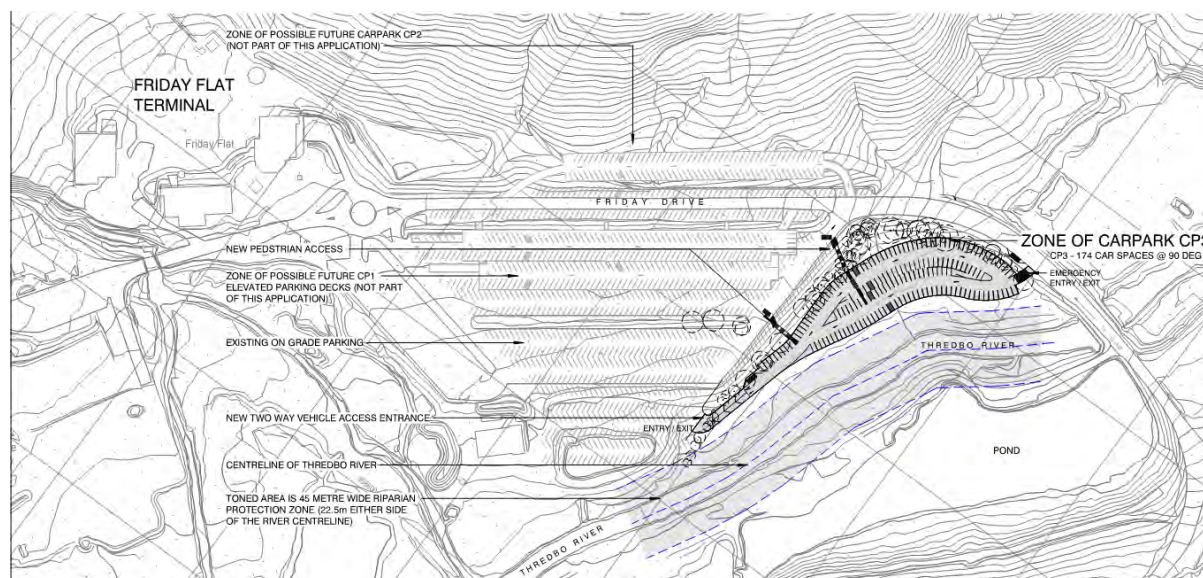 ZONE OF POSSIBLE FUTURE CARPARK CP2
(NOT PART OF THIS APPLICATION)
FRIDAY FLAT
TERMINAL
Friday Flat
FRIDAY DRIVE
NEW PEDSTRIAN ACCESS
ZONE OF CARPARK CP3
CP3 - 174 CAR SPACES @ 90 DEG
ZONE OF POSSIBLE FUTURE CP1
ELEVATED PARKING DECKS (NOT PART
OF THIS APPLICATION)
EMERGENCY
ENTRY / EXIT
EXISTING ON GRADE PARKING
THREDBO RIVER
NEW TWO WAY VEHICLE ACCESS ENTRANCE
ENTRY / EXIT
POND
CENTRELINE OF THREDBO RIVER
TONED AREA IS 45 METRE WIDE RIPARIAN
PROTECTION ZONE (22.5m EITHER SIDE
OF THE RIVER CENTRELINE)
THREDBO RIVER